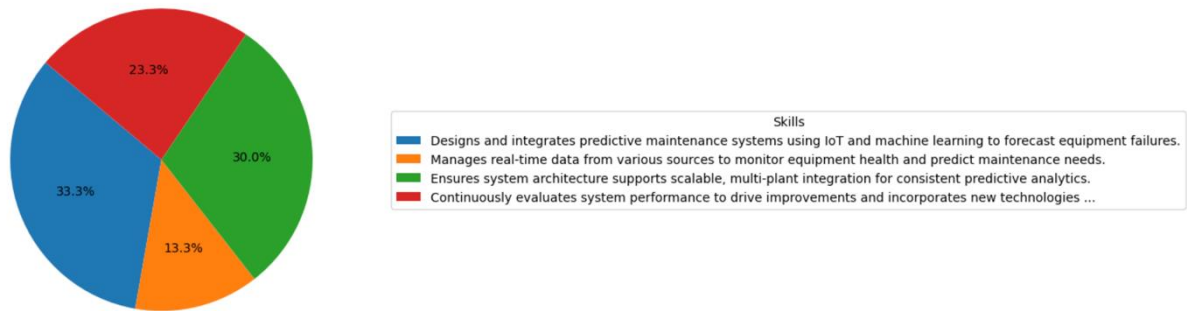 23.3%
30.0%
33.3%
13.3%
Skills
Designs and integrates predictive maintenance systems using IoT and machine learning to forecast equipment failures.
Manages real-time data from various sources to monitor equipment health and predict maintenance needs.
Ensures system architecture supports scalable, multi-plant integration for consistent predictive analytics.
Continuously evaluates system performance to drive improvements and incorporates new technologies ...